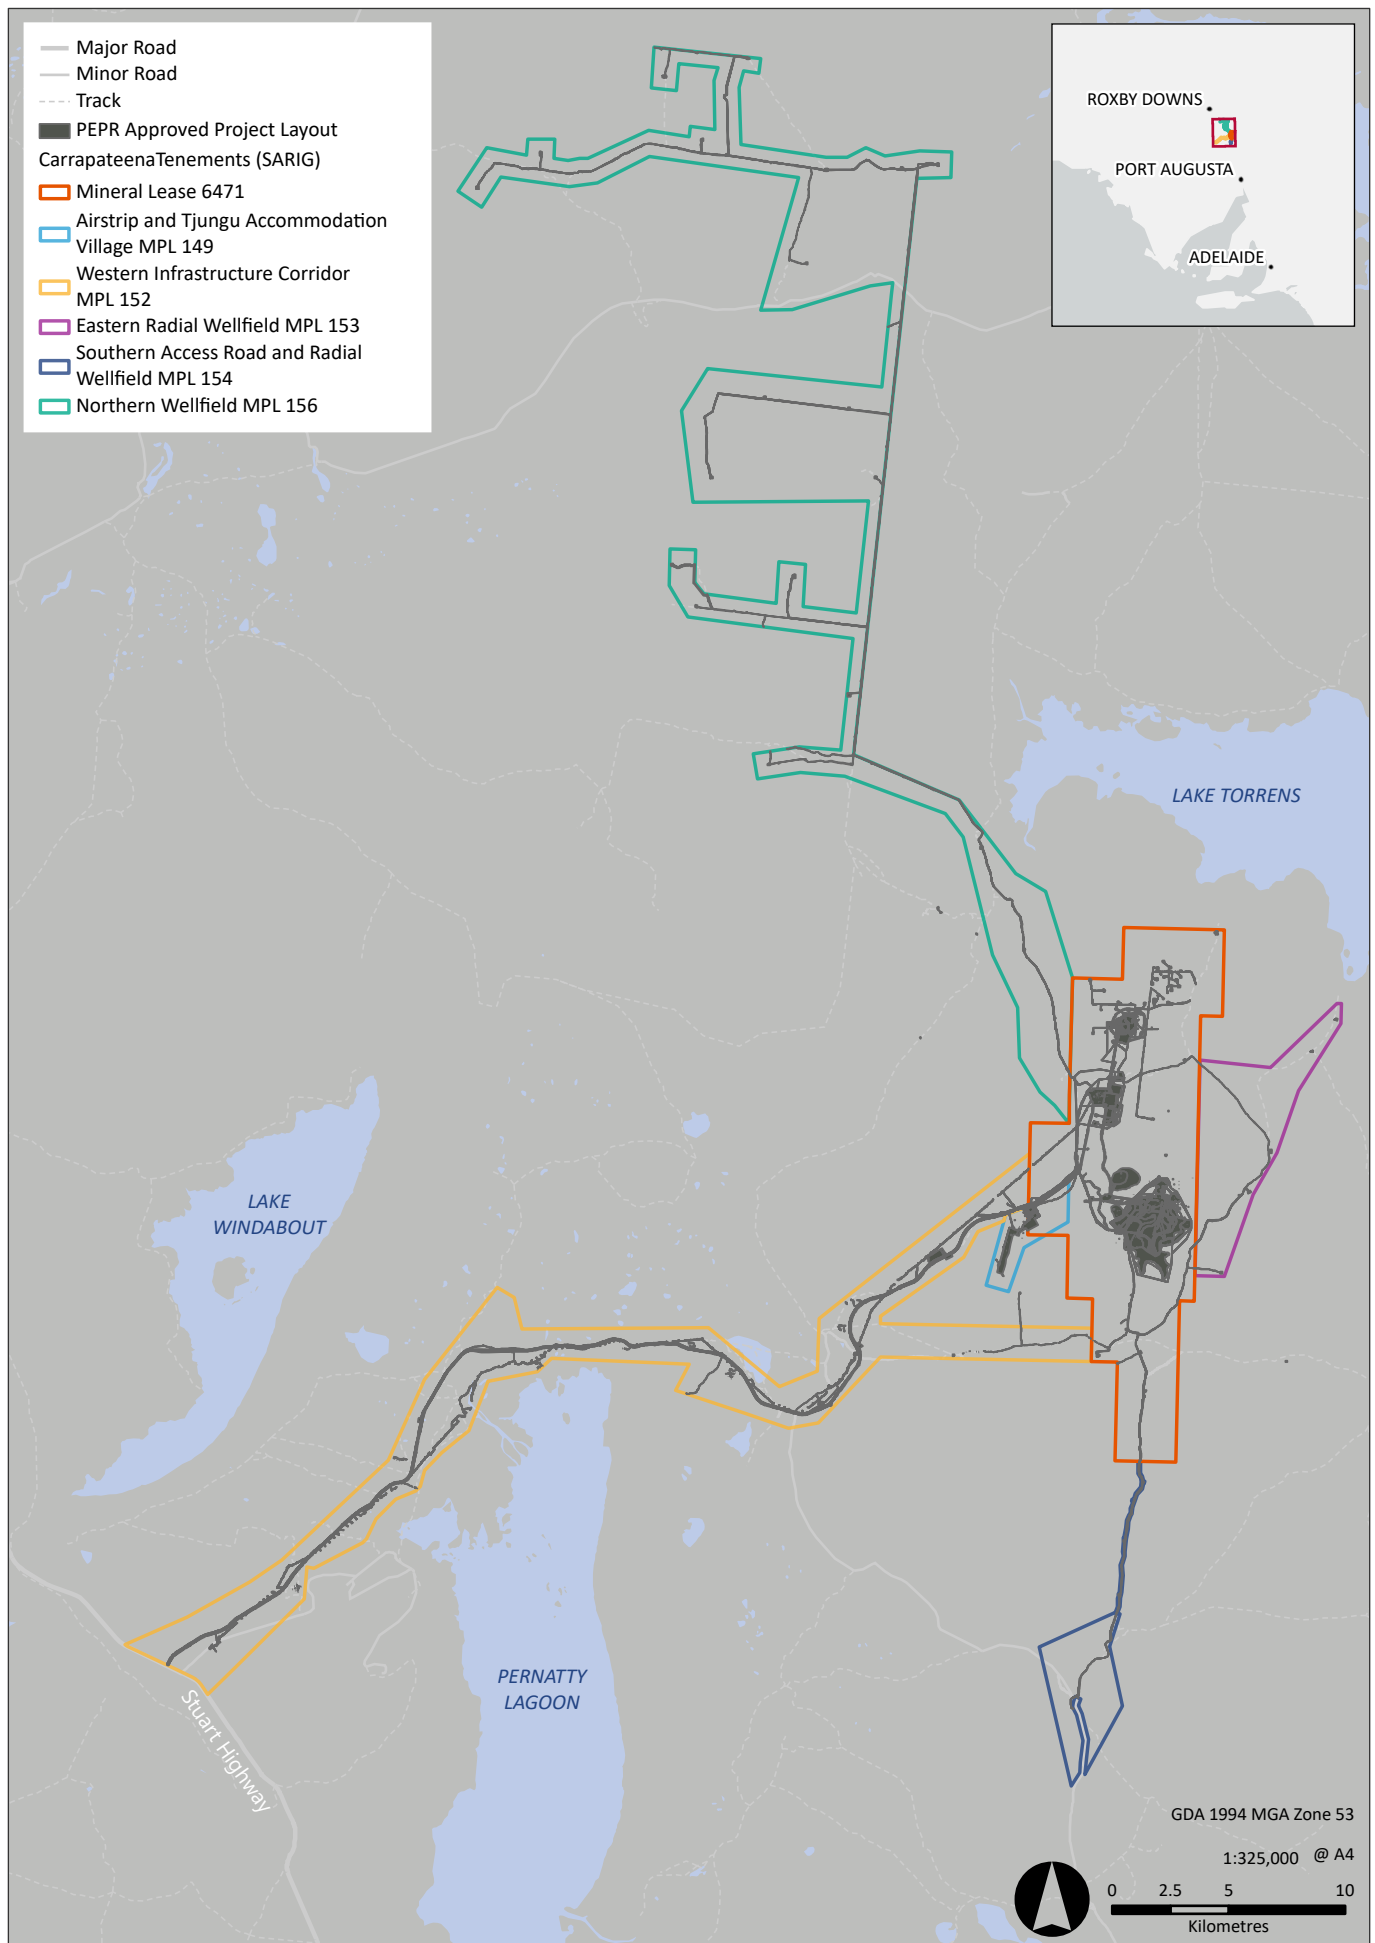 Major Road
Minor Road
Track
PEPR Approved Project Layout
CarrapateenaTenements (SARIG)
Mineral Lease 6471
Airstrip and Tjungu Accommodation
Village MPL 149
Western Infrastructure Corridor
MPL 152
Eastern Radial Wellfield MPL 153
Southern Access Road and Radial
Wellfield MPL 154
Northern Wellfield MPL 156
ROXBY DOWNS
PORT AUGUSTA
ADELAIDE
LAKE TORRENS
LAKE
WINDABOUT
PERNATTY
LAGOON
Stuart Highway
GDA 1994 MGA Zone 53
1:325,000 @ A4
0 2.5 5 10
Kilometres